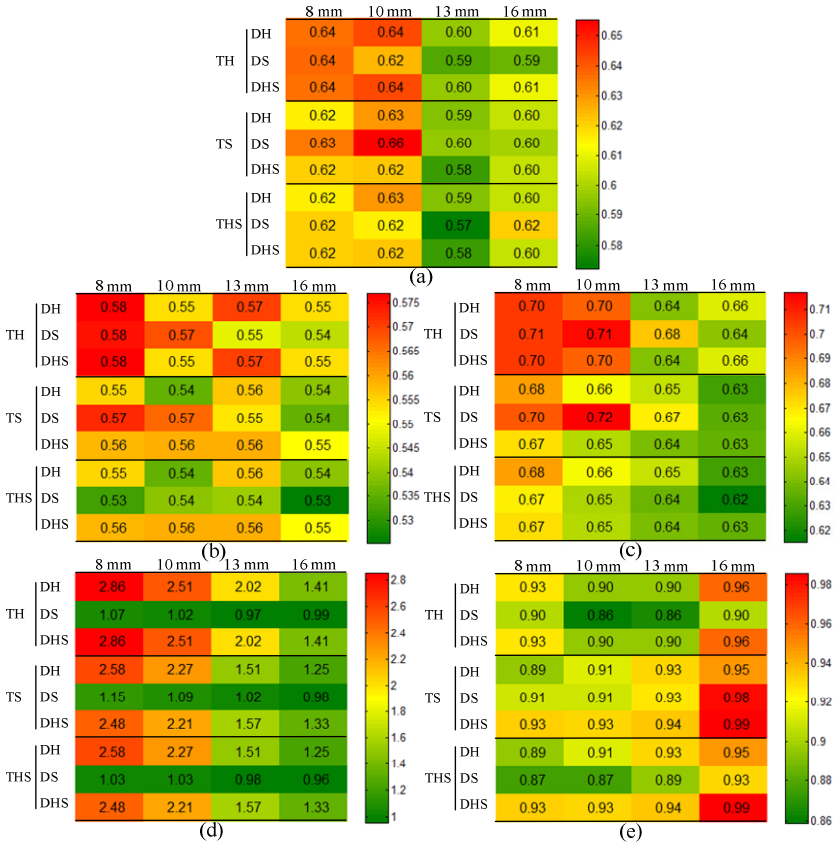 8 mm 10 mm 13 mm 16 mm
TH
DH 0.64 0.64 0.60 0.61
DS 0.64 0.62 0.59 0.59
DHS 0.64 0.64 0.60 0.61
TS
DH 0.62 0.63 0.59 0.60
DS 0.63 0.66 0.60 0.60
DHS 0.62 0.62 0.58 0.60
THS
DH 0.62 0.63 0.59 0.60
DS 0.62 0.62 0.57 0.62
DHS 0.62 0.62 0.58 0.60
0.65
0.64
0.63
0.62
0.61
0.6
0.59
0.58
(a)
8 mm 10 mm 13 mm 16 mm
TH
DH 0.58 0.55 0.57 0.55
DS 0.58 0.57 0.55 0.54
DHS 0.58 0.55 0.57 0.55
TS
DH 0.55 0.54 0.56 0.54
DS 0.57 0.57 0.55 0.54
DHS 0.56 0.56 0.56 0.55
THS
DH 0.55 0.54 0.56 0.54
DS 0.53 0.54 0.54 0.53
DHS 0.56 0.56 0.56 0.55
0.575
0.57
0.565
0.56
0.555
0.55
0.545
0.54
0.535
0.53
(b)
8 mm 10 mm 13 mm 16 mm
TH
DH 0.70 0.70 0.64 0.66
DS 0.71 0.71 0.68 0.64
DHS 0.70 0.70 0.64 0.66
TS
DH 0.68 0.66 0.65 0.63
DS 0.70 0.72 0.67 0.63
DHS 0.67 0.65 0.64 0.63
THS
DH 0.68 0.66 0.65 0.63
DS 0.67 0.65 0.64 0.62
DHS 0.67 0.65 0.64 0.63
0.71
0.7
0.69
0.68
0.67
0.66
0.65
0.64
0.63
0.62
(c)
8 mm 10 mm 13 mm 16 mm
TH
DH 2.86 2.51 2.02 1.41
DS 1.07 1.02 0.97 0.99
DHS 2.86 2.51 2.02 1.41
TS
DH 2.58 2.27 1.51 1.25
DS 1.15 1.09 1.02 0.98
DHS 2.48 2.21 1.57 1.33
THS
DH 2.58 2.27 1.51 1.25
DS 1.03 1.03 0.98 0.96
DHS 2.48 2.21 1.57 1.33
2.8
2.6
2.4
2.2
2
1.8
1.6
1.4
1.2
1
(d)
8 mm 10 mm 13 mm 16 mm
TH
DH 0.93 0.90 0.90 0.96
DS 0.90 0.86 0.86 0.90
DHS 0.93 0.90 0.90 0.96
TS
DH 0.89 0.91 0.93 0.95
DS 0.91 0.91 0.93 0.98
DHS 0.93 0.93 0.94 0.99
THS
DH 0.89 0.91 0.93 0.95
DS 0.87 0.87 0.89 0.93
DHS 0.93 0.93 0.94 0.99
0.98
0.96
0.94
0.92
0.9
0.88
0.86
(e)